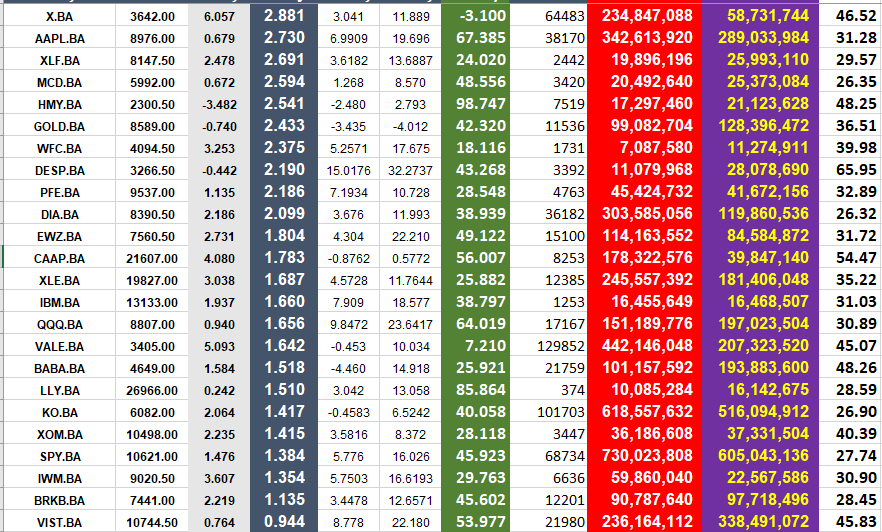 X.BA 3642.00 6.057 2.881 3.041 11.889 -3.100 64483 234,847,088 58,731,744 46.52
AAPL.BA 8976.00 0.679 2.730 6.9909 19.696 67.385 38170 342,613,920 289,033,984 31.28
XLF.BA 8147.50 2.478 2.691 3.6182 13.6887 24.020 2442 19,896,196 25,993,110 29.57
MCD.BA 5992.00 0.672 2.594 1.268 8.570 48.556 3420 20,492,640 25,373,084 26.35
HMY.BA 2300.50 -3.482 2.541 -2.480 2.793 98.747 7519 17,297,460 21,123,628 48.25
GOLD.BA 8589.00 -0.740 2.433 -3.435 -4.012 42.320 11536 99,082,704 128,396,472 36.51
WFC.BA 4094.50 3.253 2.375 5.2571 17.675 18.116 1731 7,087,580 11,274,911 39.98
DESP.BA 3266.50 -0.442 2.190 15.0176 32.2737 43.268 3392 11,079,968 28,078,690 65.95
PFE.BA 9537.00 1.135 2.186 7.1934 10.728 28.548 4763 45,424,732 41,672,156 32.89
DIA.BA 8390.50 2.186 2.099 3.676 11.993 38.939 36182 303,585,056 119,860,536 26.32
EWZ.BA 7560.50 2.731 1.804 4.304 22.210 49.122 15100 114,163,552 84,584,872 31.72
CAAP.BA 21607.00 4.080 1.783 -0.8762 0.5772 56.007 8253 178,322,576 39,847,140 54.47
XLE.BA 19827.00 3.038 1.687 4.5728 11.7644 25.882 12385 245,557,392 181,406,048 35.22
IBM.BA 13133.00 1.937 1.660 7.909 18.577 38.797 1253 16,455,649 16,468,507 31.03
QQQ.BA 8807.00 0.940 1.656 9.8472 23.6417 64.019 17167 151,189,776 197,023,504 30.89
VALE.BA 3405.00 5.093 1.642 -0.453 10.034 7.210 129852 442,146,048 207,323,520 45.07
BABA.BA 4649.00 1.584 1.518 -4.460 14.918 25.921 21759 101,157,592 193,883,600 48.26
LLY.BA 26966.00 0.242 1.510 3.042 13.058 85.864 374 10,085,284 16,142,675 28.59
KO.BA 6082.00 2.064 1.417 -0.4583 6.5242 40.058 101703 618,557,632 516,094,912 26.90
XOM.BA 10498.00 2.235 1.415 3.5816 8.372 28.118 3447 36,186,608 37,331,504 40.39
SPY.BA 10621.00 1.476 1.384 5.776 16.026 45.923 68734 730,023,808 605,043,136 27.74
IWM.BA 9020.50 3.607 1.354 5.7503 16.6193 29.763 6636 59,860,040 22,567,586 30.90
BRKB.BA 7441.00 2.219 1.135 3.4478 12.6571 45.602 12201 90,787,640 97,718,496 28.45
VIST.BA 10744.50 0.764 0.944 8.778 22.180 53.977 21980 236,164,112 338,491,072 45.83